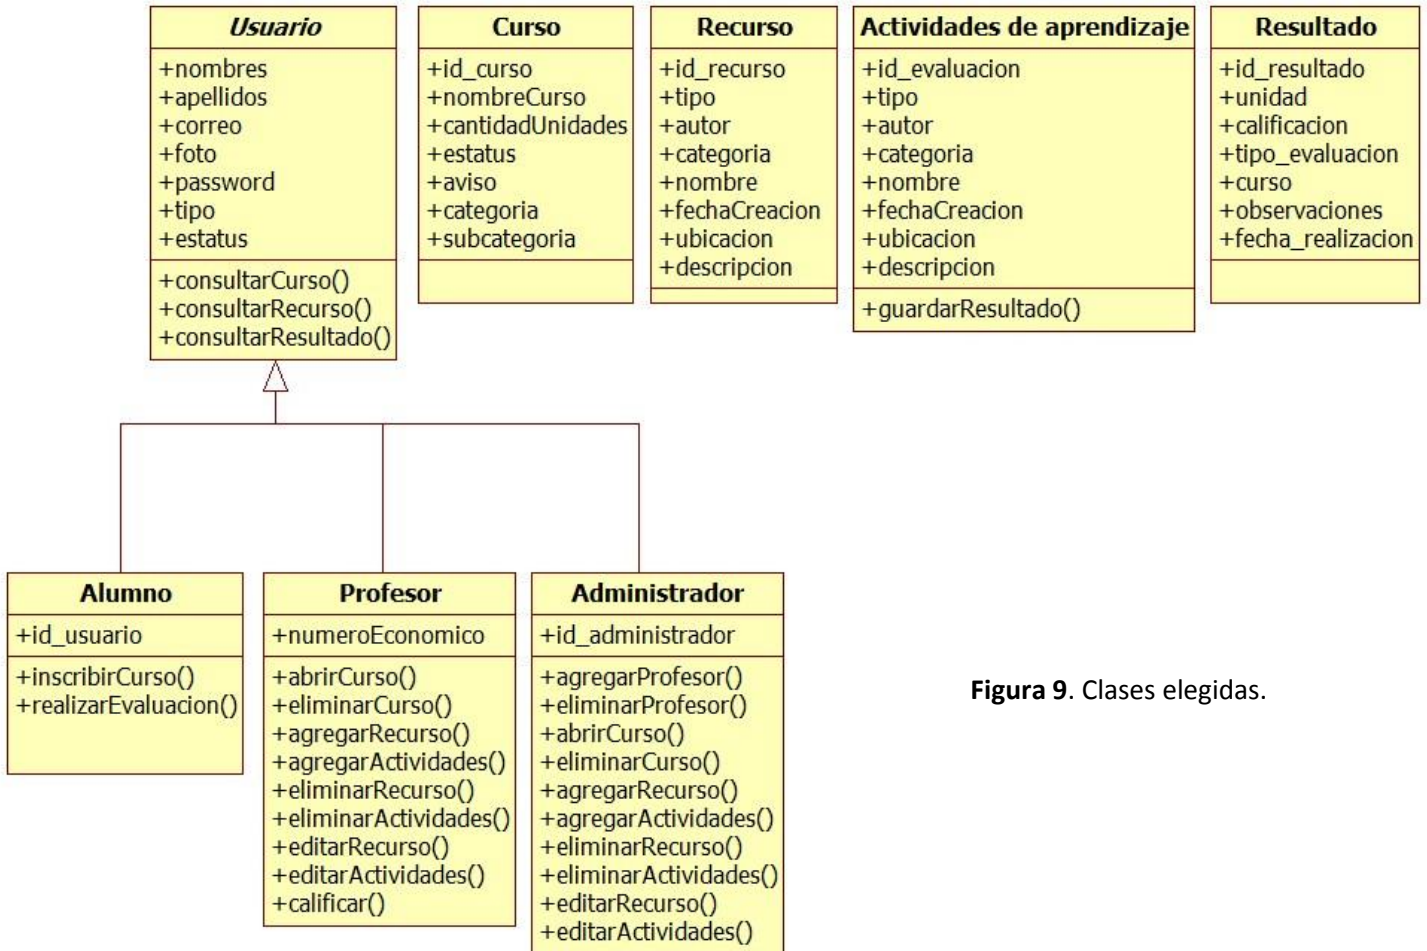 Usuario
+nombres
+apellidos
+correo
+foto
+password
+tipo
+estatus
+consultarCurso()
+consultarRecurso()
+consultarResultado()
Curso
+id_curso
+nombreCurso
+cantidadUnidades
+estatus
+aviso
+categoria
+subcategoria
Recurso
+id_recurso
+tipo
+autor
+categoria
+nombre
+fechaCreacion
+ubicacion
+descripcion
Actividades de aprendizaje
+id_evaluacion
+tipo
+autor
+categoria
+nombre
+fechaCreacion
+ubicacion
+descripcion
+guardarResultado()
Resultado
+id_resultado
+unidad
+calificacion
+tipo_evaluacion
+curso
+observaciones
+fecha_realizacion
Alumno
+id_usuario
+inscribirCurso()
+realizarEvaluacion()
Profesor
+numeroEconomico
+abrirCurso()
+eliminarCurso()
+agregarRecurso()
+agregarActividades()
+eliminarRecurso()
+eliminarActividades()
+editarRecurso()
+editarActividades()
+calificar()
Administrador
+id_administrador
+agregarProfesor()
+eliminarProfesor()
+abrirCurso()
+eliminarCurso()
+agregarRecurso()
+agregarActividades()
+eliminarRecurso()
+eliminarActividades()
+editarRecurso()
+editarActividades()
Figura 9. Clases elegidas.